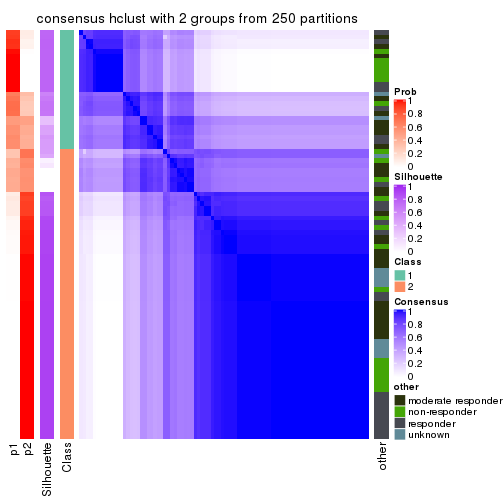 consensus hclust with 2 groups from 250 partitions
Prob
1
0.8
0.6
0.4
0.2
0
Silhouette
1
0.8
0.6
0.4
0.2
0
Class
1
2
Consensus
1
0.8
0.6
0.4
0.2
0
other
moderate responder
non-responder
responder
unknown
p1
p2
Silhouette
Class
other